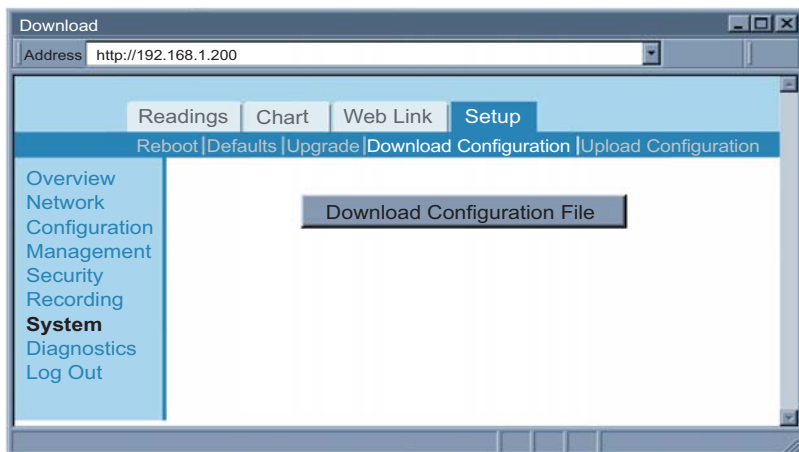 Download
Address http://192.168.1.200
Readings Chart Web Link Setup
Reboot|Defaults|Upgrade|Download Configuration|Upload Configuration
Overview
Network
Configuration
Management
Security
Recording
System
Diagnostics
Log Out
Download Configuration File